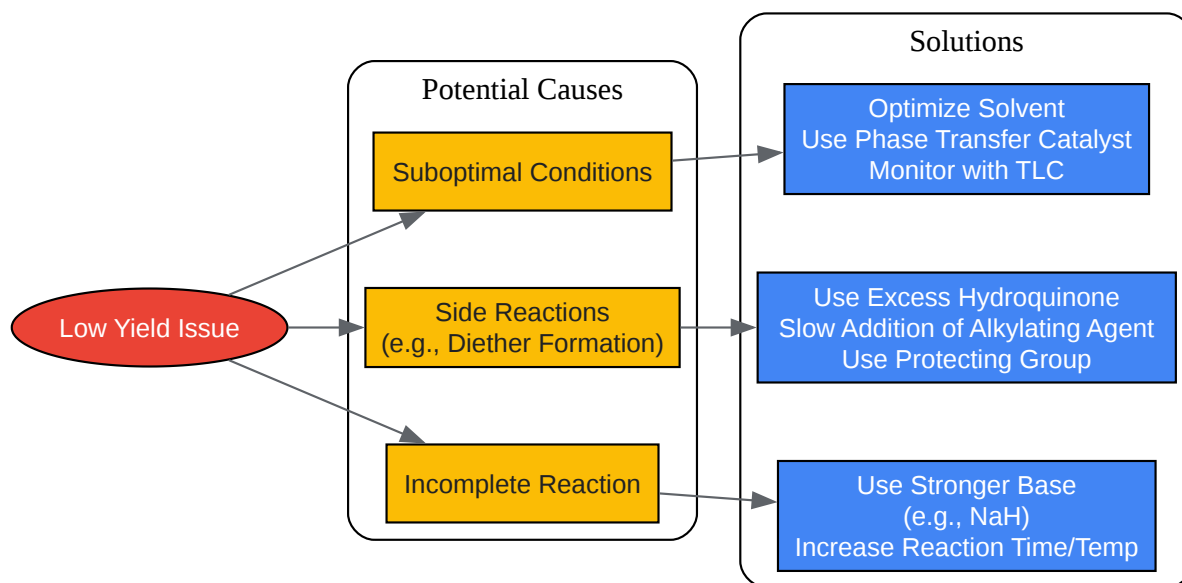 Solutions
Potential Causes
Optimize Solvent
Use Phase Transfer Catalyst
Monitor with TLC
Suboptimal Conditions
Low Yield Issue
Side Reactions
(e.g., Diether Formation)
Use Excess Hydroquinone
Slow Addition of Alkylating Agent
Use Protecting Group
Incomplete Reaction
Use Stronger Base
(e.g., NaH)
Increase Reaction Time/Temp